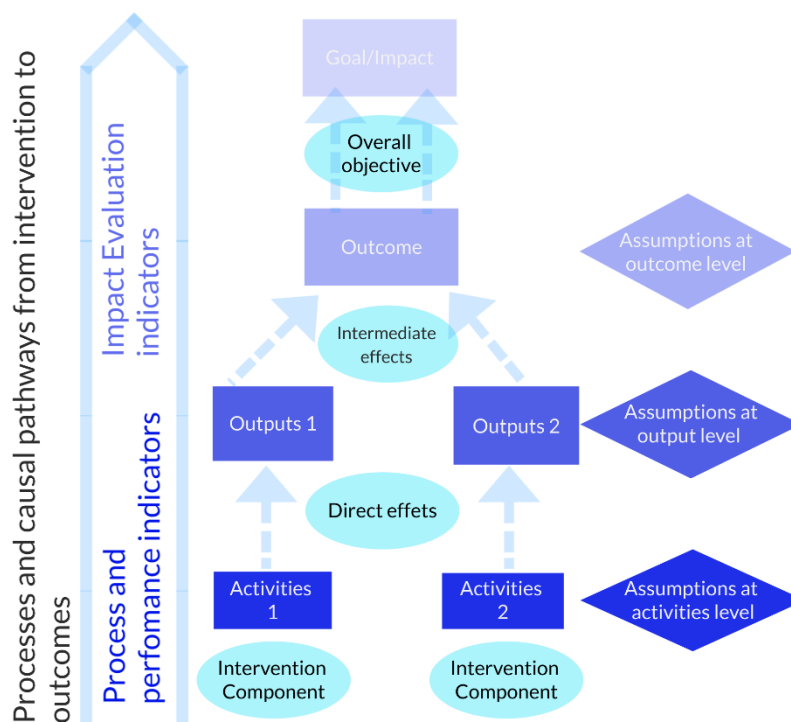 Processes and causal pathways from intervention to
outcomes
Impact Evaluation
indicators
Process and
perfomance indicators
Goal/Impact
Overall
objective
Outcome
Assumptions at
outcome level
Intermediate
effects
Outputs 1
Outputs 2
Assumptions at
output level
Direct effets
Activities
1
Activities
2
Assumptions at
activities level
Intervention
Component
Intervention
Component